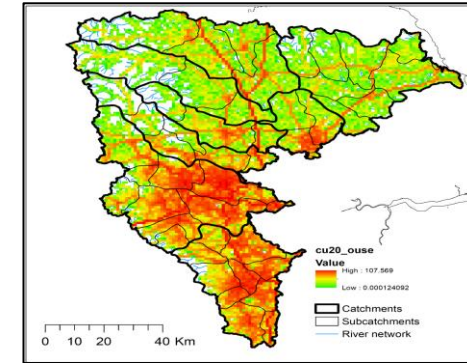 cu20_ouse
Value
High : 107.569
Low : 0.000124092
Catchments
Subcatchments
River network
0 10 20 40 Km